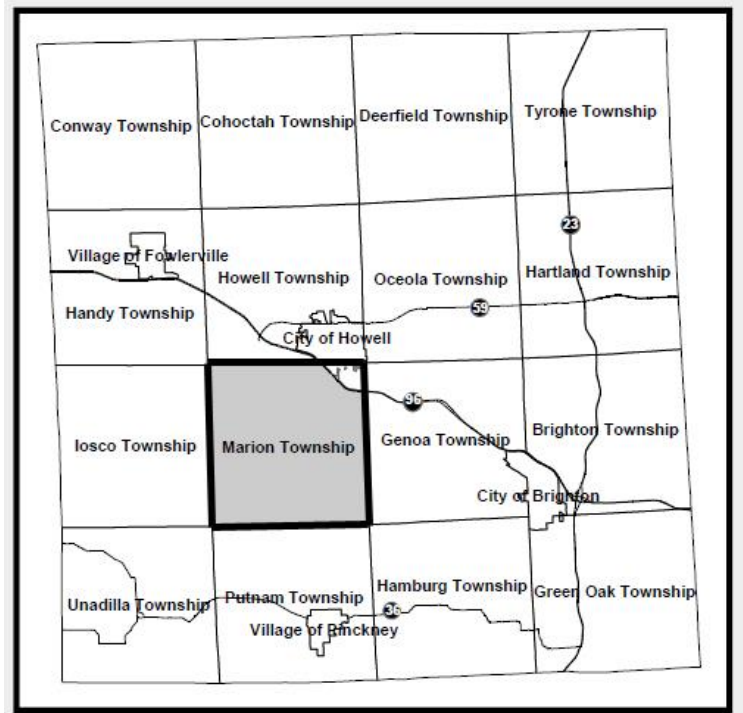 Conway Township
Cohoctah Township
Deerfield Township
Tyrone Township
23
Village of Fowlerville
Howell Township
Oceola Township
Hartland Township
Handy Township
59
City of Howell
96
Iosco Township
Marion Township
Genoa Township
Brighton Township
City of Brighton
Unadilla Township
Putnam Township
Hamburg Township
Green Oak Township
36
Village of Pinckney